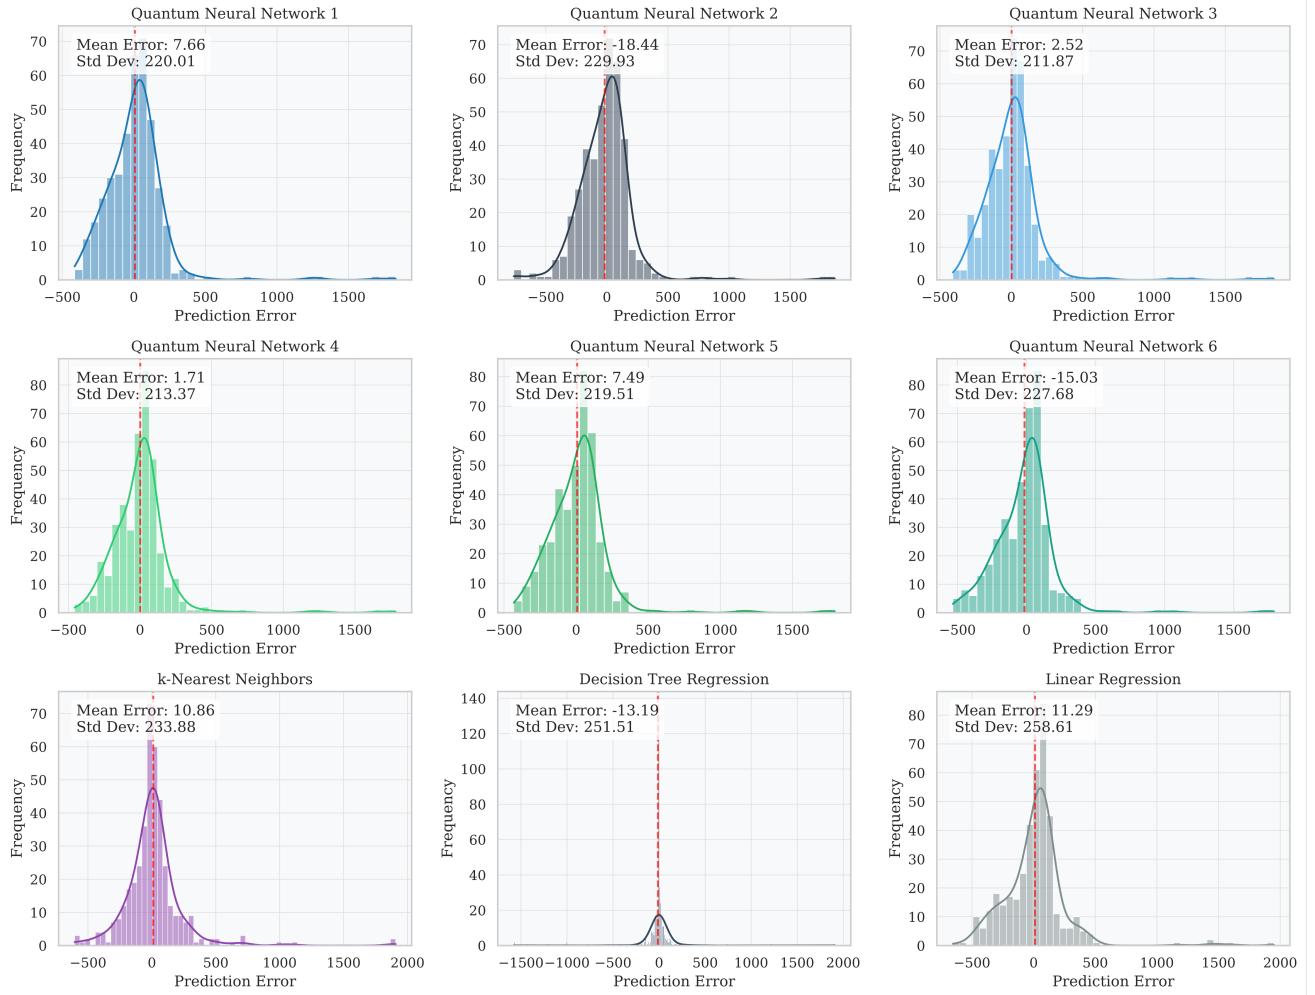 Quantum Neural Network 1
Mean Error: 7.66
Std Dev: 220.01
Frequency
70
60
50
40
30
20
10
0
−500 0 500 1000 1500
Prediction Error
Quantum Neural Network 2
Mean Error: -18.44
Std Dev: 229.93
Frequency
70
60
50
40
30
20
10
0
−500 0 500 1000 1500
Prediction Error
Quantum Neural Network 3
Mean Error: 2.52
Std Dev: 211.87
Frequency
70
60
50
40
30
20
10
0
−500 0 500 1000 1500
Prediction Error
Quantum Neural Network 4
Mean Error: 1.71
Std Dev: 213.37
Frequency
80
70
60
50
40
30
20
10
0
−500 0 500 1000 1500
Prediction Error
Quantum Neural Network 5
Mean Error: 7.49
Std Dev: 219.51
Frequency
80
70
60
50
40
30
20
10
0
−500 0 500 1000 1500
Prediction Error
Quantum Neural Network 6
Mean Error: -15.03
Std Dev: 227.68
Frequency
80
70
60
50
40
30
20
10
0
−500 0 500 1000 1500
Prediction Error
k-Nearest Neighbors
Mean Error: 10.86
Std Dev: 233.88
Frequency
70
60
50
40
30
20
10
0
−500 0 500 1000 1500 2000
Prediction Error
Decision Tree Regression
Mean Error: -13.19
Std Dev: 251.51
Frequency
140
120
100
80
60
40
20
0
−1500 −1000 −500 0 500 1000 1500 2000
Prediction Error
Linear Regression
Mean Error: 11.29
Std Dev: 258.61
Frequency
80
70
60
50
40
30
20
10
0
−500 0 500 1000 1500 2000
Prediction Error